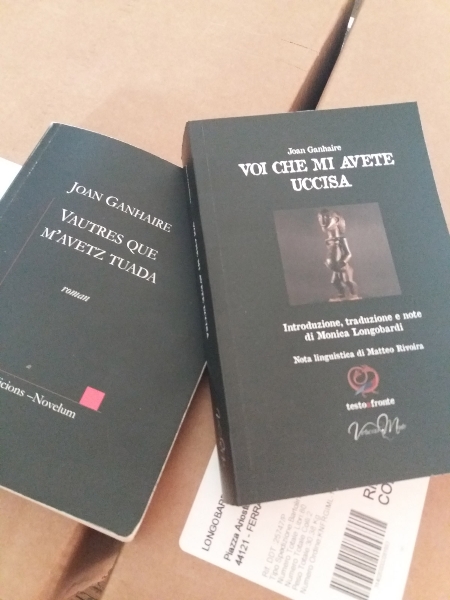 JOAN GANHAIRE
VAUTRES QUE
M'AVETZ TUADA
roman
icions –Novelum
Joan Ganhaire
VOI CHE MI AVETE
UCCISA
Introduzione, traduzione e note
di Monica Longobardi
Nota linguistica di Matteo Rivoira
testo a fronte
LONGOBAR
Piazza Ariost
44121 - FERRA